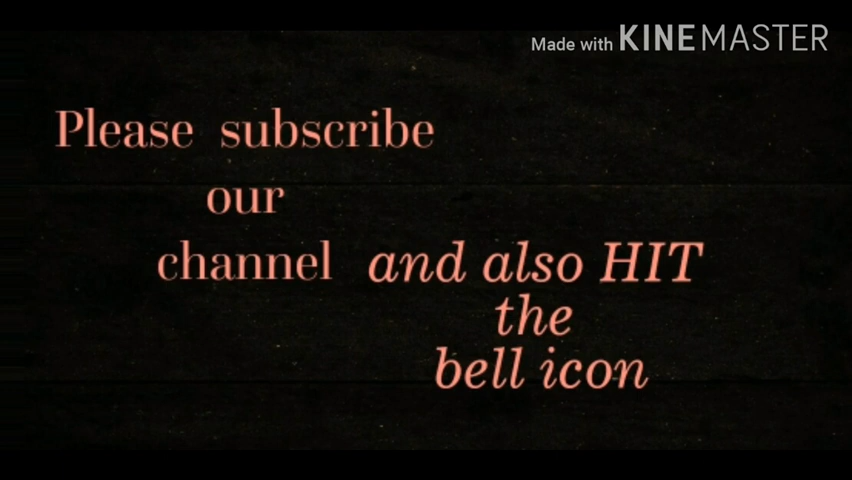 Made with KINEMASTER
Please subscribe
our
channel
and also HIT
the
bell icon